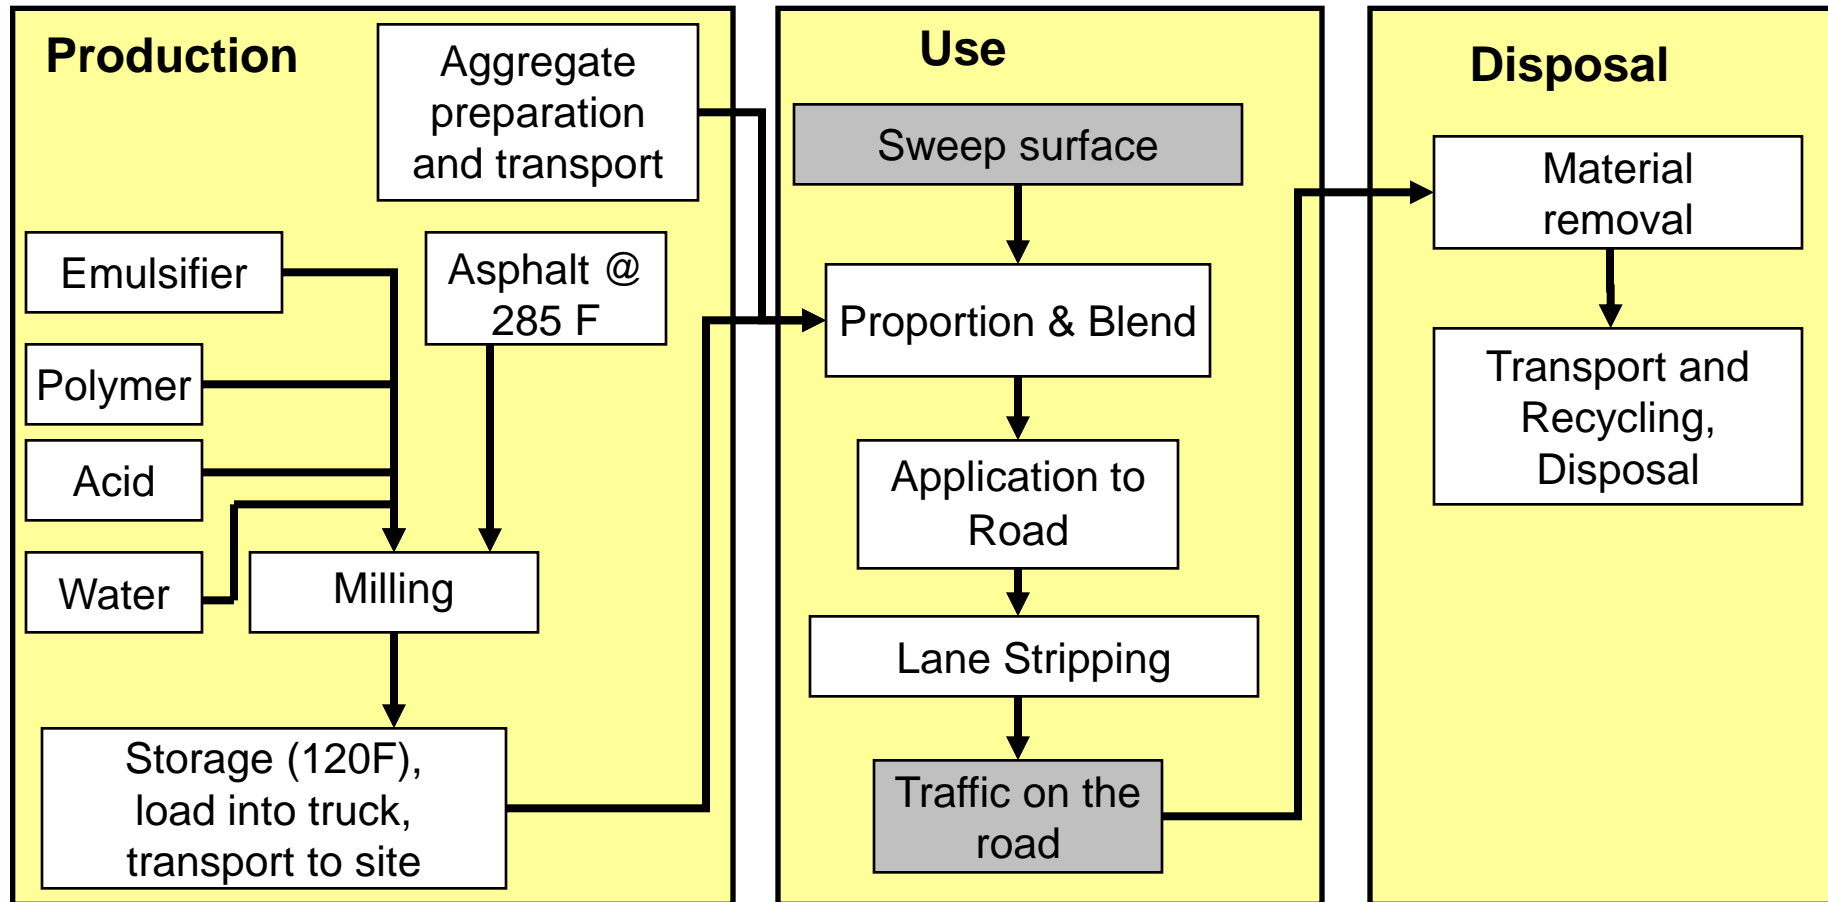 Production
Aggregate
preparation
and transport
Emulsifier
Asphalt @
285 F
Polymer
Acid
Water
Milling
Storage (120F),
load into truck,
transport to site
Use
Sweep surface
Proportion & Blend
Application to
Road
Lane Stripping
Traffic on the
road
Disposal
Material
removal
Transport and
Recycling,
Disposal